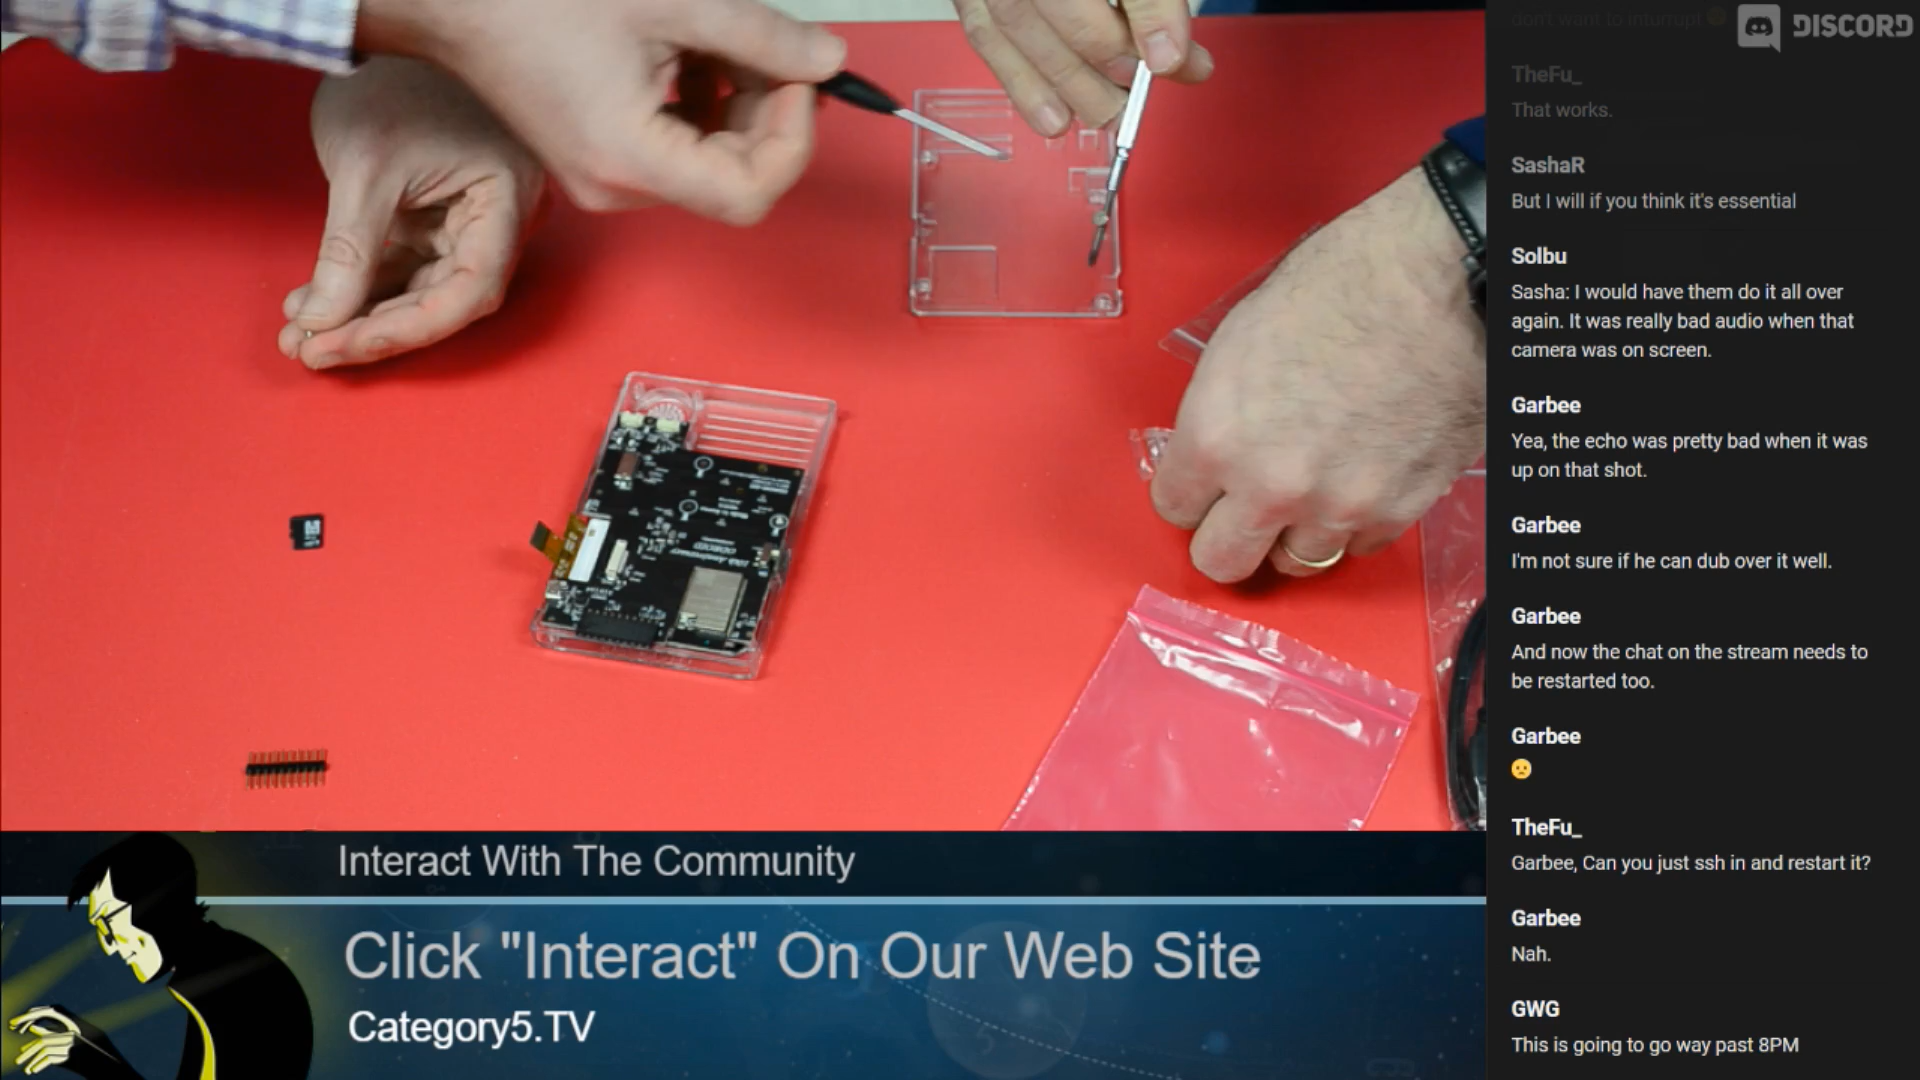 don't want to inturrupt
DISCORD
TheFu_
That works.
SashaR
But I will if you think it's essential
Solbu
Sasha: I would have them do it all over
again. It was really bad audio when that
camera was on screen.
Garbee
Yea, the echo was pretty bad when it was
up on that shot.
Garbee
I'm not sure if he can dub over it well.
Garbee
And now the chat on the stream needs to
be restarted too.
Garbee
TheFu_
Garbee, Can you just ssh in and restart it?
Garbee
Nah.
GWG
This is going to go way past 8PM
Interact With The Community
Click "Interact" On Our Web Site
Category5.TV